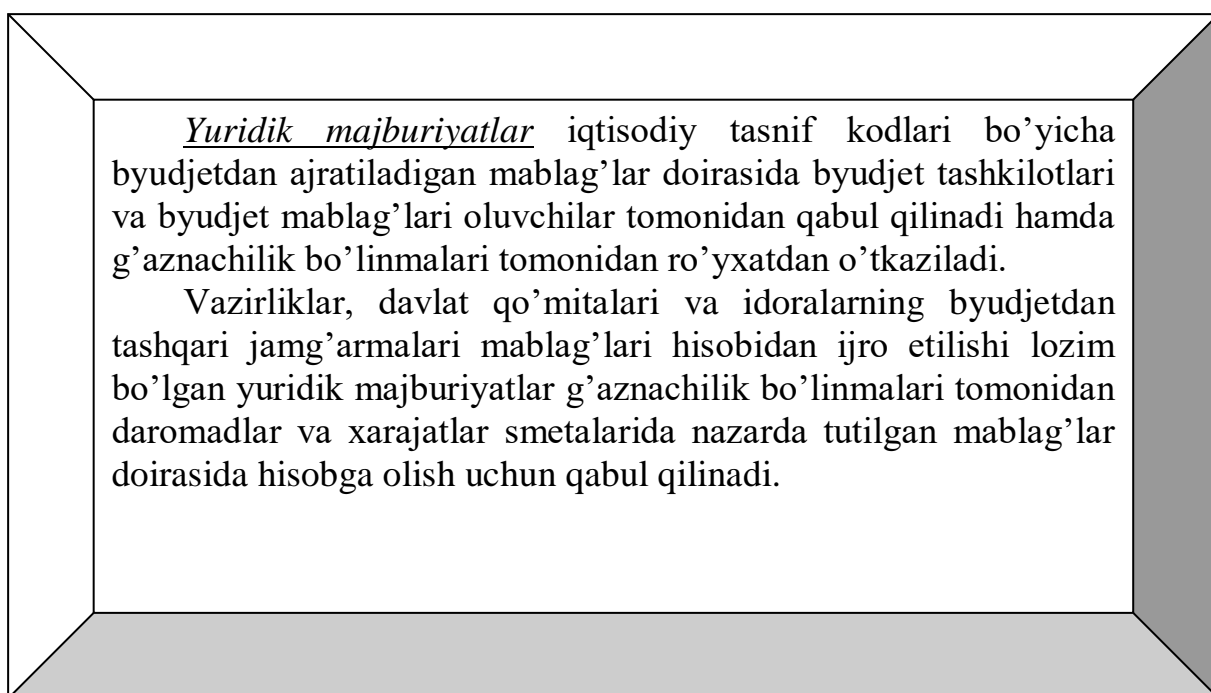 Yuridik majburiyatlar iqtisodiy tasnif kodlari bo’yicha
byudjetdan ajratiladigan mablag’lar doirasida byudjet tashkilotlari
va byudjet mablag’lari oluvchilar tomonidan qabul qilinadi hamda
g’aznachilik bo’linmalari tomonidan ro’yxatdan o’tkaziladi.
Vazirliklar, davlat qo’mitalari va idoralarning byudjetdan
tashqari jamg’armalari mablag’lari hisobidan ijro etilishi lozim
bo’lgan yuridik majburiyatlar g’aznachilik bo’linmalari tomonidan
daromadlar va xarajatlar smetalarida nazarda tutilgan mablag’lar
doirasida hisobga olish uchun qabul qilinadi.